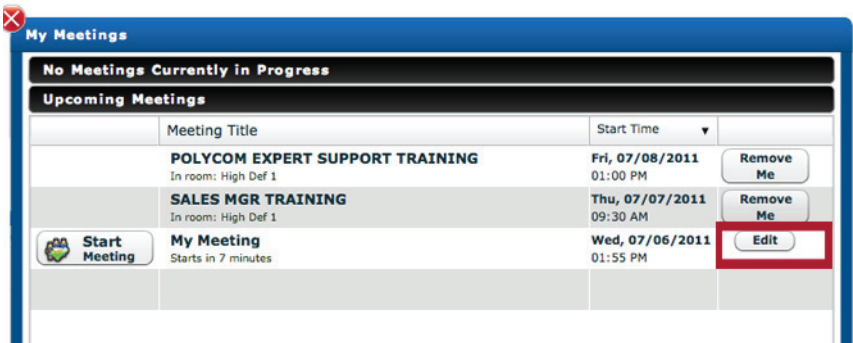 My Meetings
No Meetings Currently in Progress
Upcoming Meetings
Meeting Title Start Time
POLYCOM EXPERT SUPPORT TRAINING Fri, 07/08/2011 Remove
In room: High Def 1 01:00 PM Me
SALES MGR TRAINING Thu, 07/07/2011 Remove
In room: High Def 1 09:30 AM Me
Start My Meeting Wed, 07/06/2011 Edit
Meeting Starts in 7 minutes 01:55 PM